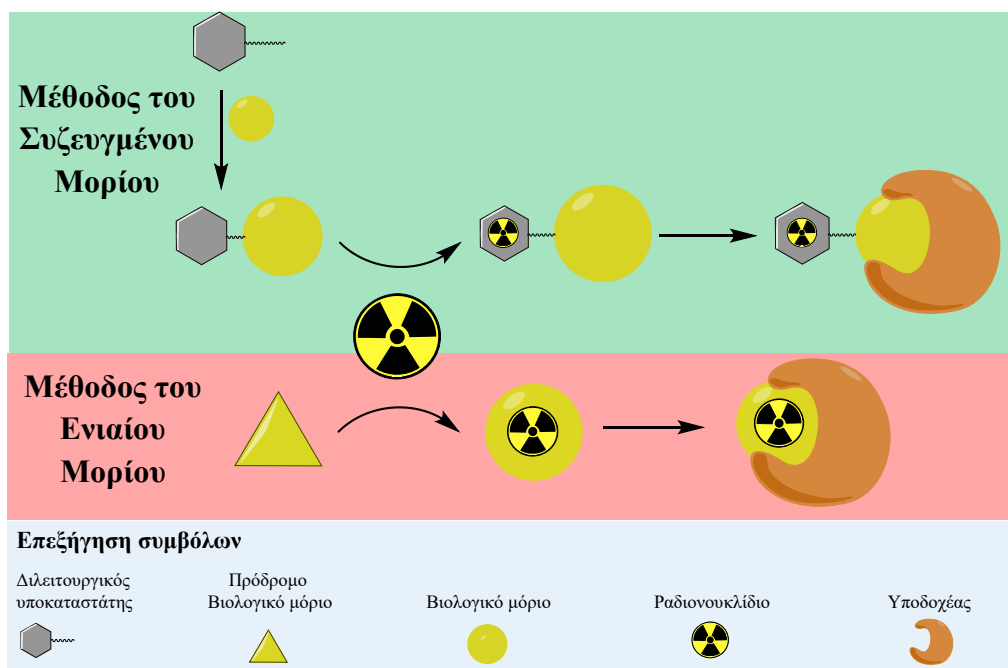 Μέθοδος του
Συζευγμένου
Μορίου
Μέθοδος του
Ενιαίου
Μορίου
Επεξήγηση συμβόλων
Διλειτουργικός
υποκαταστάτης
Πρόδρομο
Βιολογικό μόριο
Βιολογικό μόριο
Ραδιονουκλίδιο
Υποδοχέας